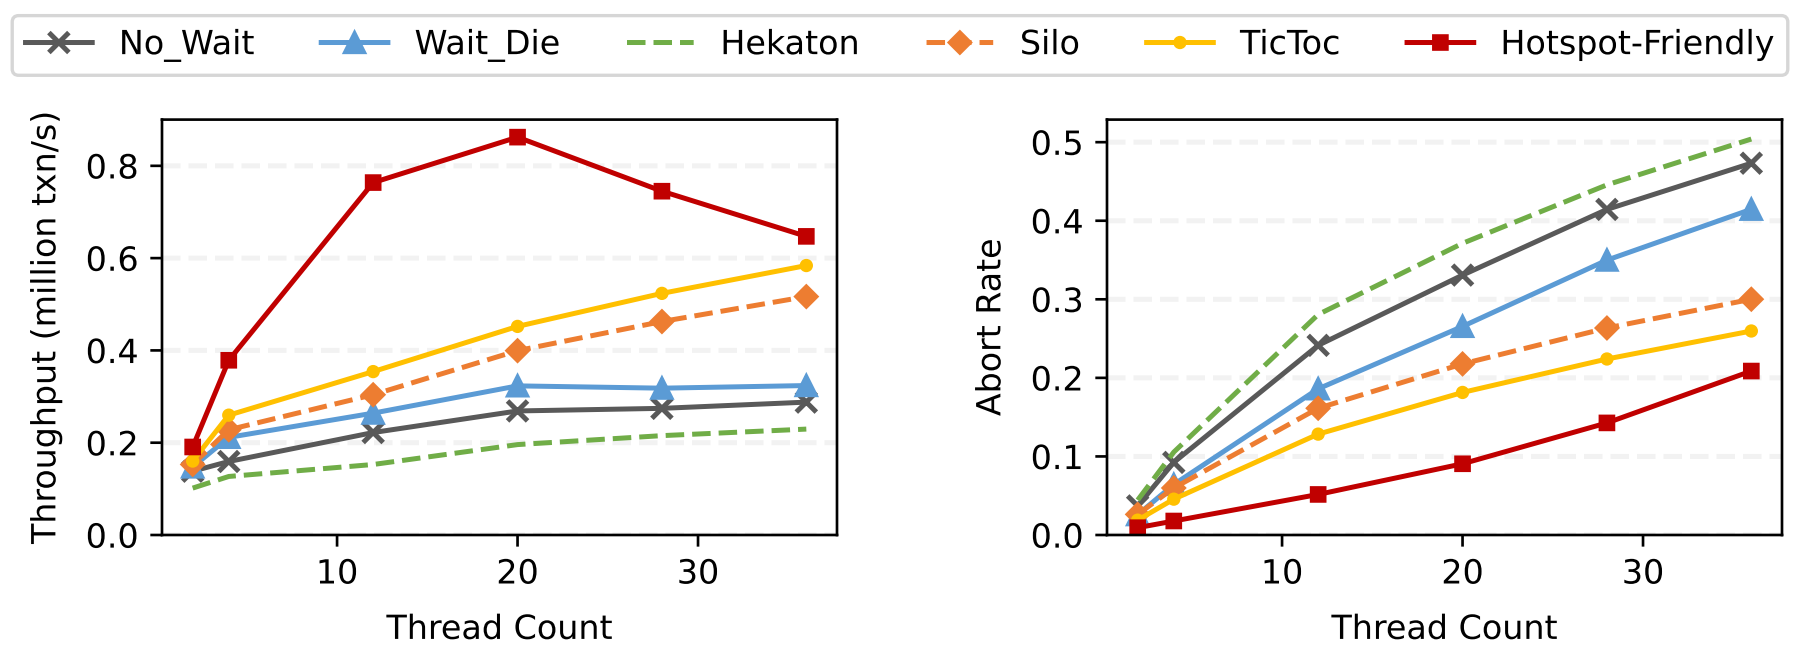 No_Wait Wait_Die Hekaton Silo TicToc Hotspot-Friendly
Throughput (million txn/s)
0.8
0.6
0.4
0.2
0.0
10 20 30
Thread Count
Abort Rate
0.5
0.4
0.3
0.2
0.1
0.0
10 20 30
Thread Count